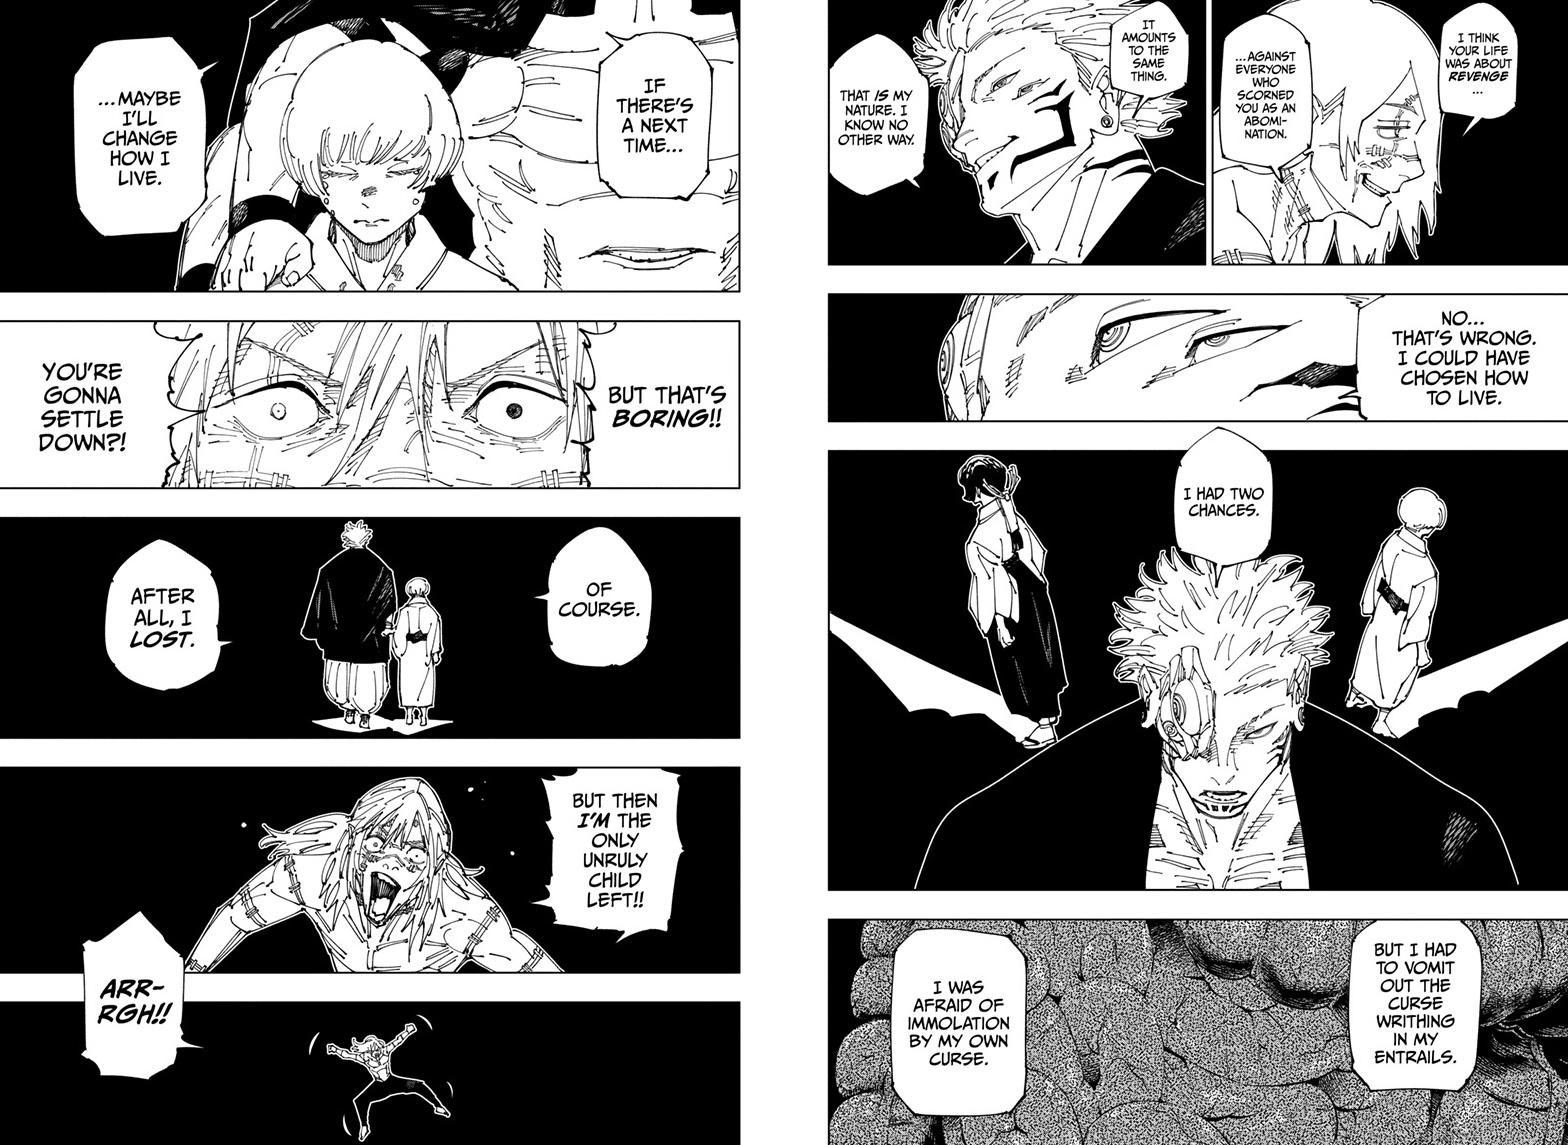 I THINK
YOUR LIFE
WAS ABOUT
REVENGE
...
...AGAINST
EVERYONE
WHO
SCORNED
YOU AS AN
ABOMI-
NATION.
IT
AMOUNTS
TO THE
SAME
THING.
THAT IS MY
NATURE. I
KNOW NO
OTHER WAY.
NO...
THAT'S WRONG.
I COULD HAVE
CHOSEN HOW
TO LIVE.
I HAD TWO
CHANCES.
BUT I HAD
TO VOMIT
OUT THE
CURSE
WRITHING
IN MY
ENTRAILS.
I WAS
AFRAID OF
IMMOLATION
BY MY OWN
CURSE.
IF
THERE'S
A NEXT
TIME...
...MAYBE
I'LL
CHANGE
HOW I
LIVE.
BUT THAT'S
BORING!!
YOU'RE
GONNA
SETTLE
DOWN?!
OF
COURSE.
AFTER
ALL, I
LOST.
BUT THEN
I'M THE
ONLY
UNRULY
CHILD
LEFT!!
ARR-
RGH!!